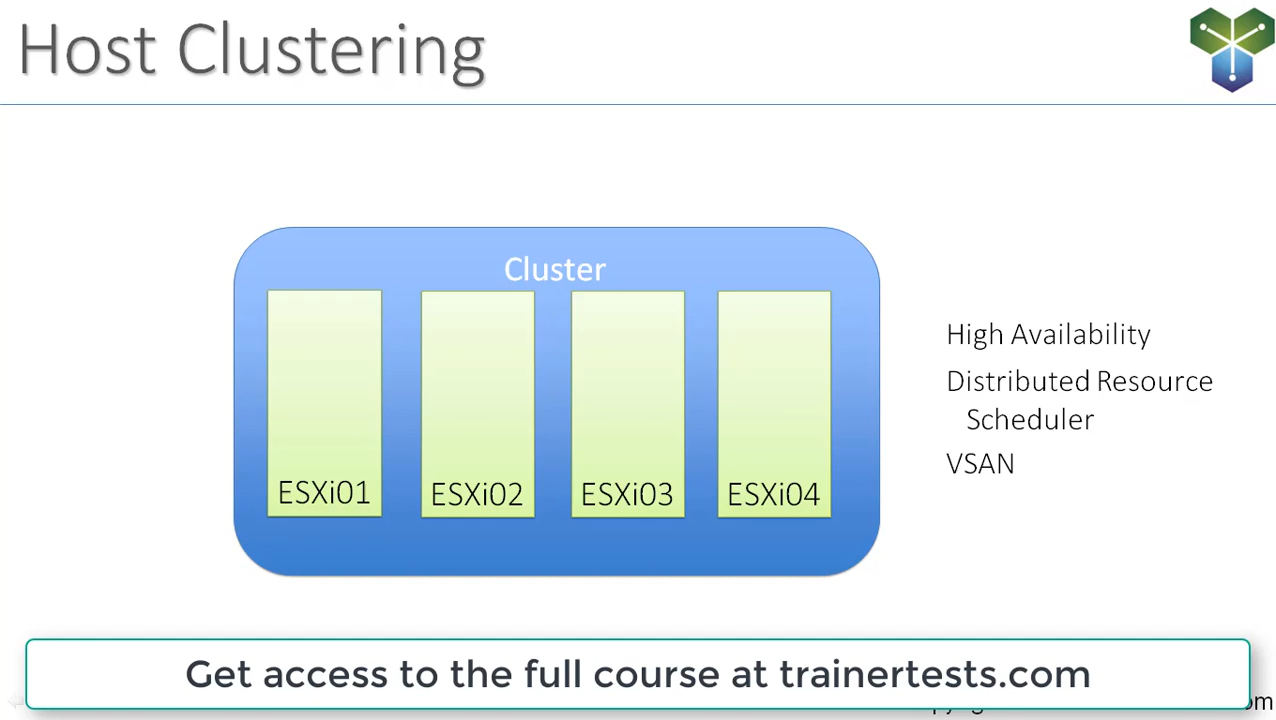 Host Clustering
Cluster
ESXi01 ESXi02 ESXi03 ESXi04
High Availability
Distributed Resource
Scheduler
VSAN
Get access to the full course at trainertests.com